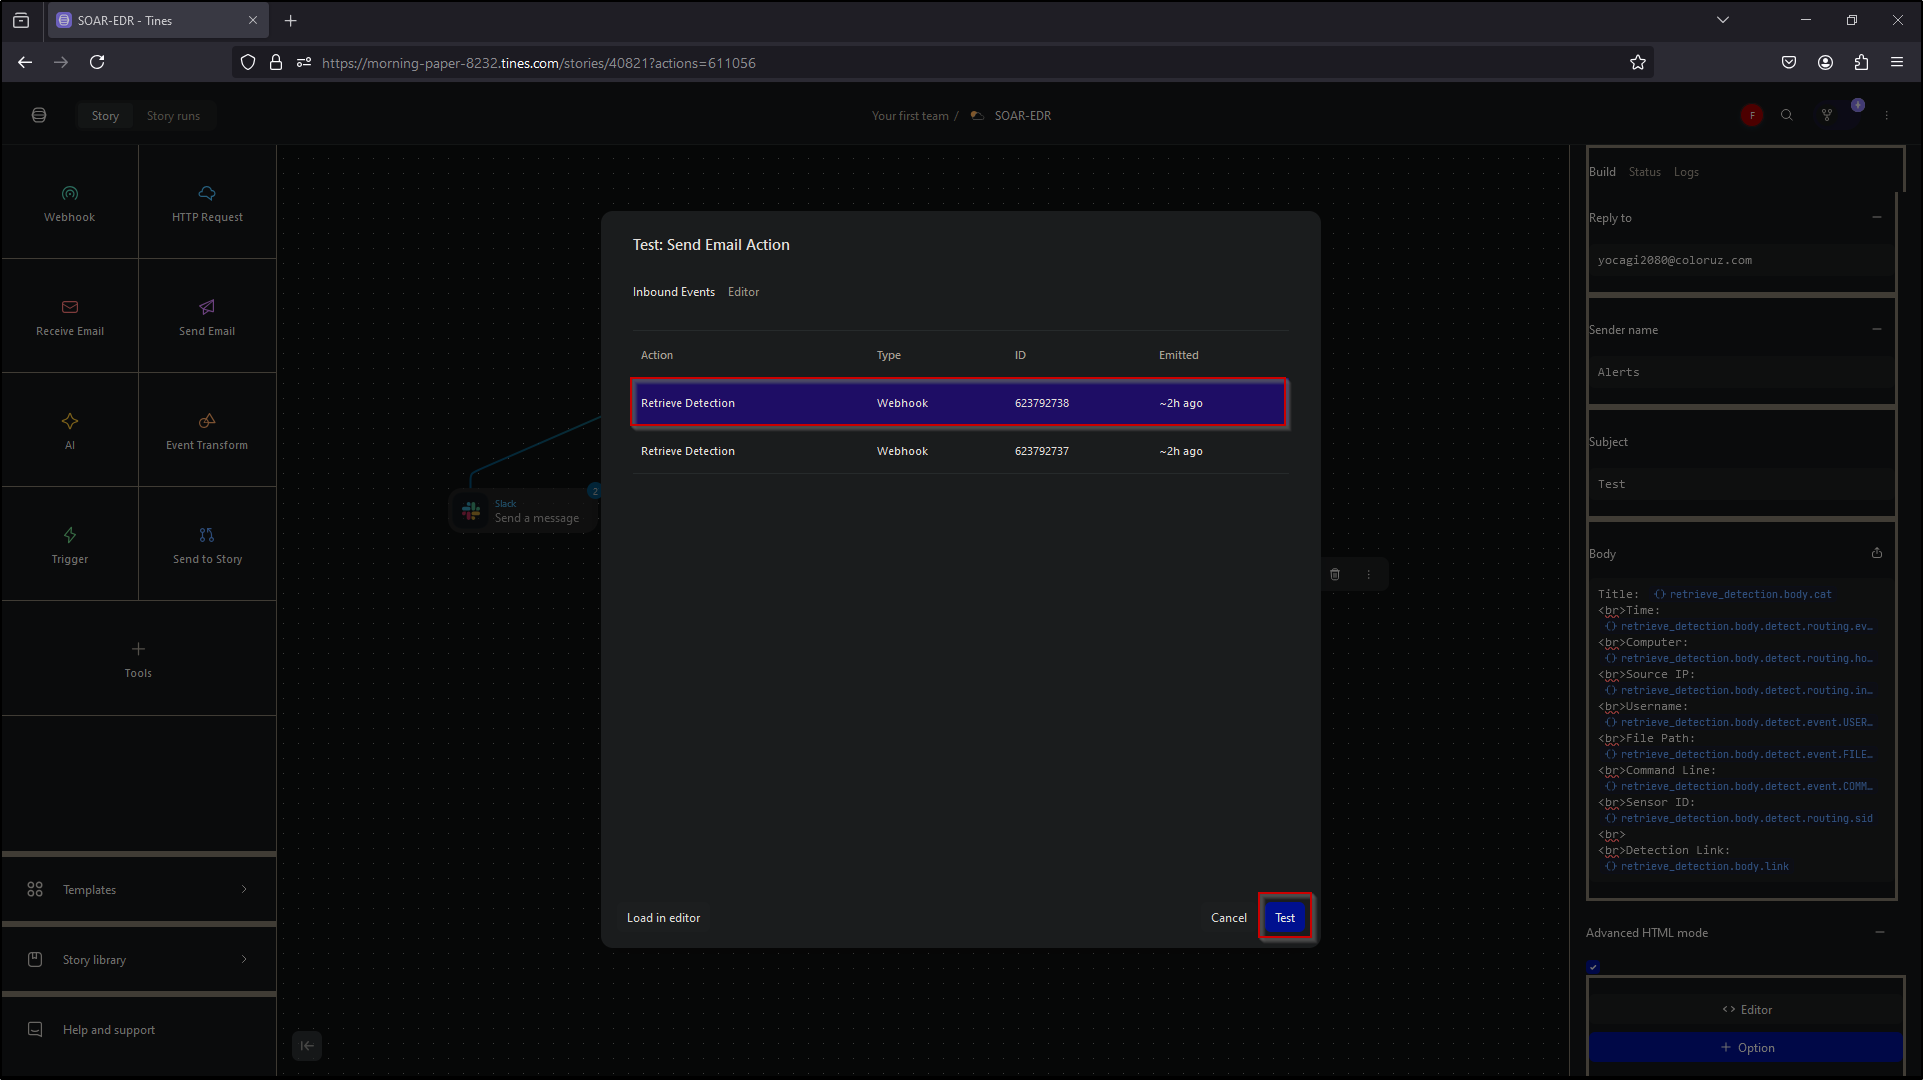 SOAR-EDR - Tines
https://morning-paper-8232.tines.com/stories/40821?actions=611056
Story
Story runs
Your first team /
SOAR-EDR
F
Webhook
HTTP Request
Receive Email
Send Email
AI
Event Transform
Trigger
Send to Story
Tools
Templates
Story library
Help and support
Slack
Send a message
2
Test: Send Email Action
Inbound Events
Editor
Action
Type
ID
Emitted
Retrieve Detection
Webhook
623792738
~2h ago
Retrieve Detection
Webhook
623792737
~2h ago
Load in editor
Cancel
Test
Build
Status
Logs
Reply to
yocagi2080@coloruz.com
Sender name
Alerts
Subject
Test
Body
Title: {} retrieve_detection.body.cat
<br>Time:
{} retrieve_detection.body.detect.routing.ev…
<br>Computer:
{} retrieve_detection.body.detect.routing.ho…
<br>Source IP:
{} retrieve_detection.body.detect.routing.in…
<br>Username:
{} retrieve_detection.body.detect.event.USER…
<br>File Path:
{} retrieve_detection.body.detect.event.FILE…
<br>Command Line:
{} retrieve_detection.body.detect.event.COMM…
<br>Sensor ID:
{} retrieve_detection.body.detect.routing.sid
<br>
<br>Detection Link:
{} retrieve_detection.body.link
Advanced HTML mode
<> Editor
+ Option